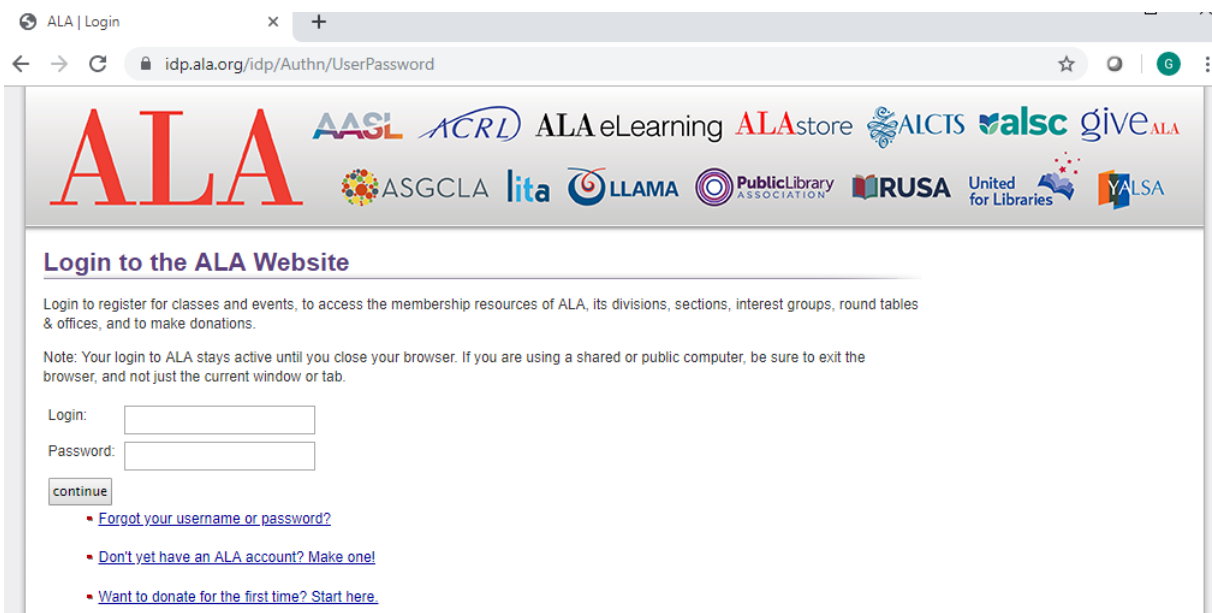 ALA | Login
idp.ala.org/idp/Authn/UserPassword
G
ALA
AASL ACRL ALA eLearning ALAstore ALCTS alsc giveALA
ASGCLA lita LLAMA PublicLibrary ASSOCIATION RUSA United for Libraries YALSA
Login to the ALA Website
Login to register for classes and events, to access the membership resources of ALA, its divisions, sections, interest groups, round tables
& offices, and to make donations.
Note: Your login to ALA stays active until you close your browser. If you are using a shared or public computer, be sure to exit the
browser, and not just the current window or tab.
Login:
Password:
continue
Forgot your username or password?
Don't yet have an ALA account? Make one!
Want to donate for the first time? Start here.